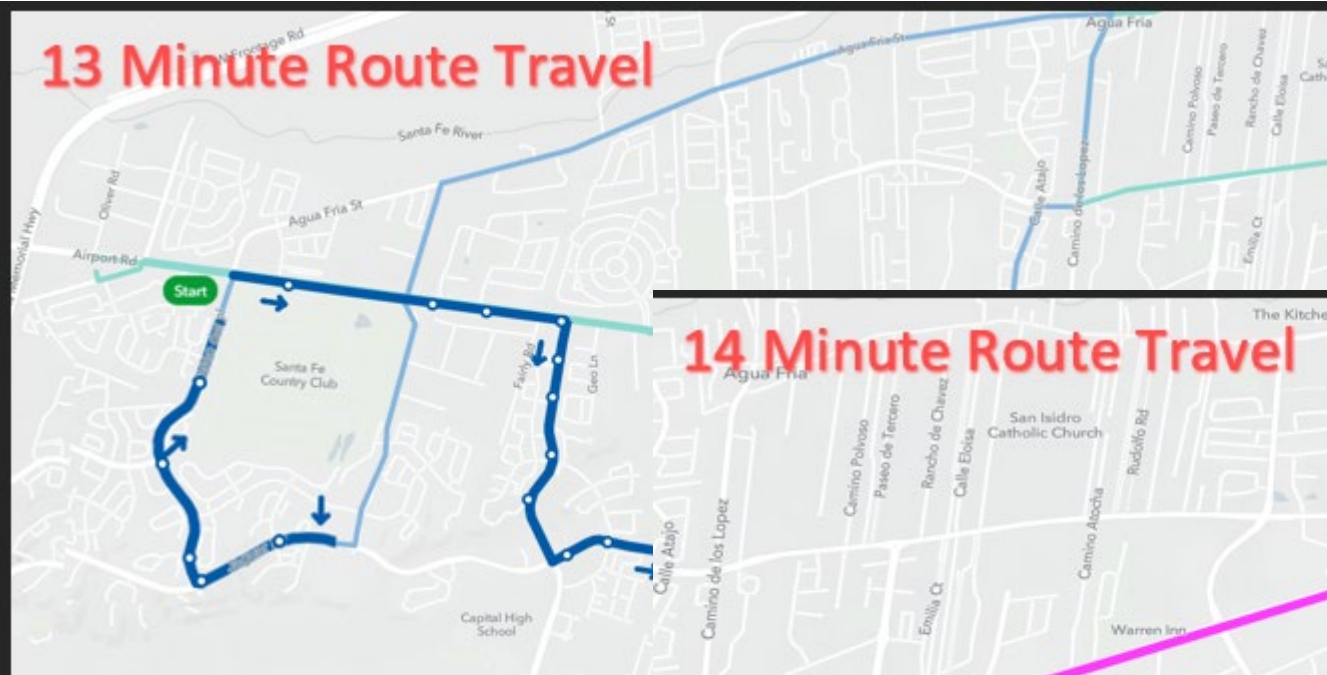 13 Minute Route Travel
N Frontage Rd
Agua Fria St
Agua Fria
Santa Fe River
Oliver Rd
Agua Fria St
Airport Rd
Memorial Hwy
Start
Santa Fe
Country Club
Fairly Rd
Geo Ln
Capital High
School
Calle Atajo
Camino de los Lopez
Camino Polvoso
Paseo de Tercero
Rancho de Chavez
Calle Eloisa
Emilia Ct
14 Minute Route Travel
The Kitche
Agua Fria
San Isidro
Catholic Church
Rudolfo Rd
Camino Polvoso
Paseo de Tercero
Rancho de Chavez
Calle Eloisa
Camino Atocha
Calle Atajo
Camino de los Lopez
Emilia Ct
Warren Inn